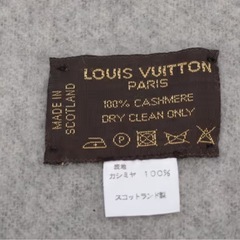 LOUIS VUITTON
PARIS
100% CASHMERE
DRY CLEAN ONLY
MADE IN
SCOTLAND
カシミヤ 100%
スコットランド製